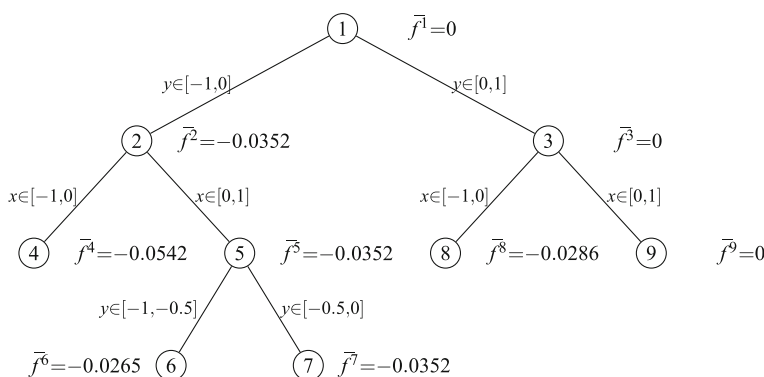 1 f̅¹=0
y∈[−1,0] y∈[0,1]
2 f̅²=−0.0352 3 f̅³=0
x∈[−1,0] x∈[0,1] x∈[−1,0] x∈[0,1]
4 f̅⁴=−0.0542 5 f̅⁵=−0.0352 8 f̅⁸=−0.0286 9 f̅⁹=0
y∈[−1,−0.5] y∈[−0.5,0]
f̅⁶=−0.0265 6 7 f̅⁷=−0.0352